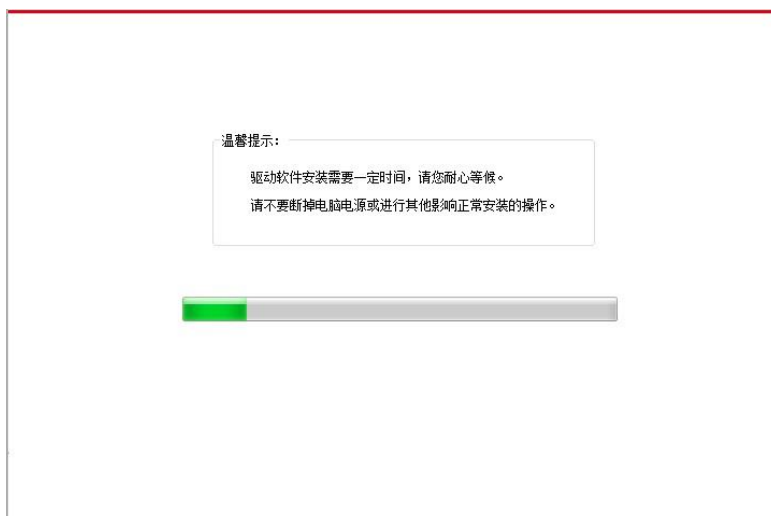 温馨提示：
驱动软件安装需要一定时间，请您耐心等候。
请不要断掉电脑电源或进行其他影响正常安装的操作。